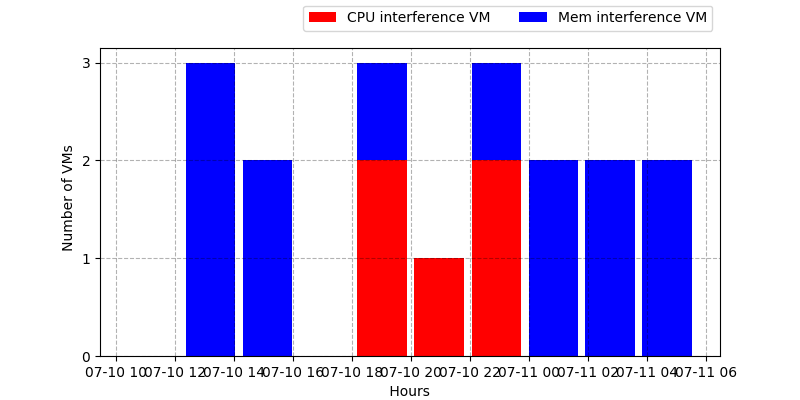 CPU interference VM Mem interference VM
3
2
1
0
Number of VMs
07-10 10 07-10 12 07-10 14 07-10 16 07-10 18 07-10 20 07-10 22 07-11 00 07-11 02 07-11 04 07-11 06
Hours